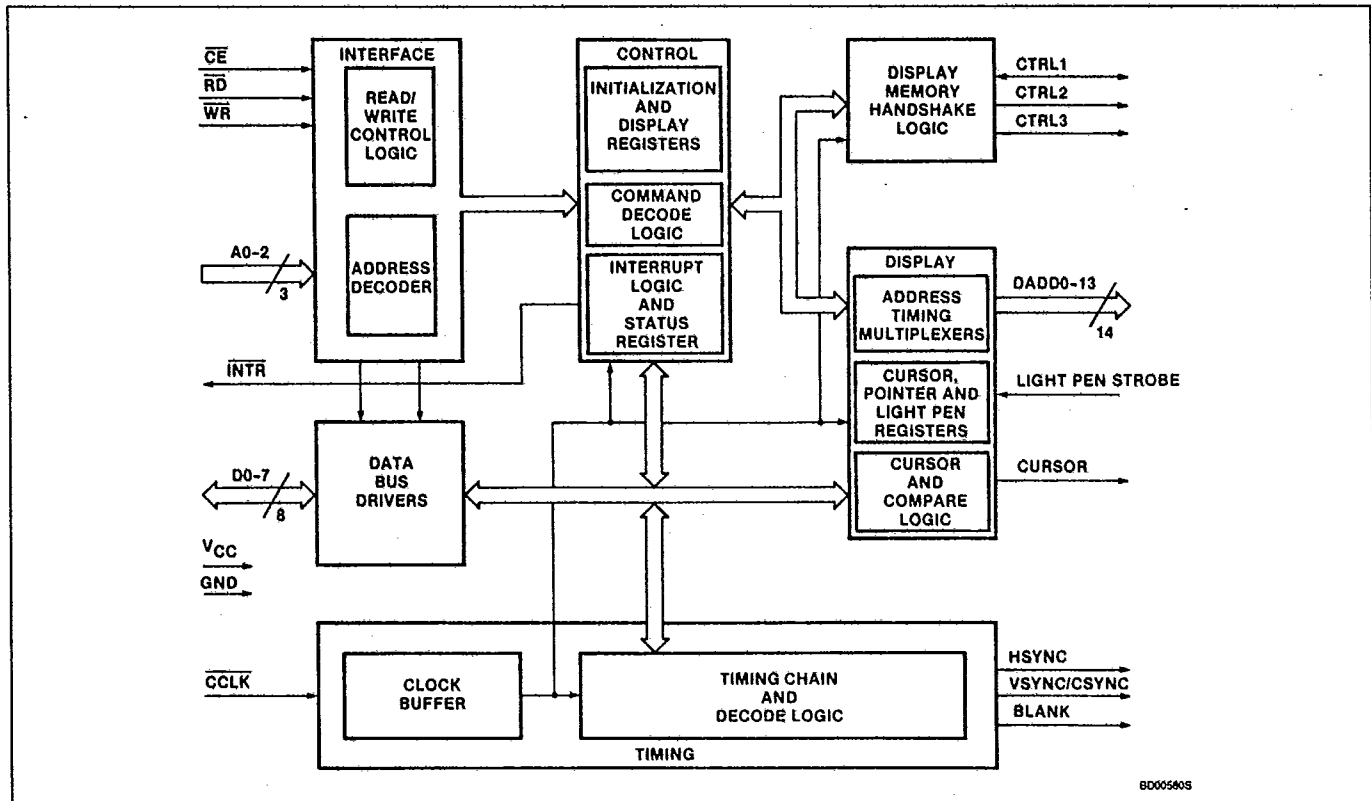 CE
RD
WR
A0-2
3
INTR
D0-7
8
VCC
GND
CCLK
INTERFACE
READ/
WRITE
CONTROL
LOGIC
ADDRESS
DECODER
DATA
BUS
DRIVERS
CONTROL
INITIALIZATION
AND
DISPLAY
REGISTERS
COMMAND
DECODE
LOGIC
INTERRUPT
LOGIC
AND
STATUS
REGISTER
DISPLAY
MEMORY
HANDSHAKE
LOGIC
CTRL1
CTRL2
CTRL3
DISPLAY
ADDRESS
TIMING
MULTIPLEXERS
CURSOR,
POINTER AND
LIGHT PEN
REGISTERS
CURSOR
AND
COMPARE
LOGIC
DADD0-13
14
LIGHT PEN STROBE
CURSOR
CLOCK
BUFFER
TIMING CHAIN
AND
DECODE LOGIC
TIMING
HSYNC
VSYNC/CSYNC
BLANK
BD00560S